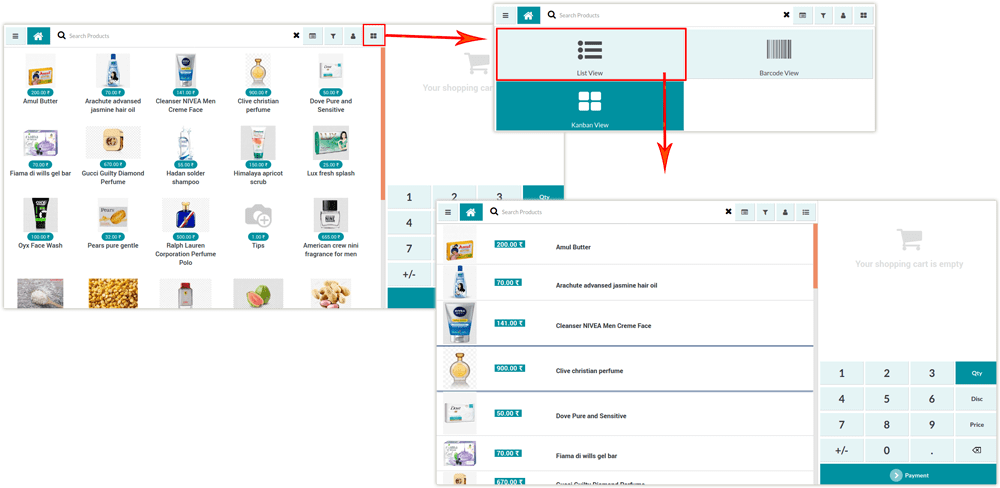 Search Products
200.00 ₹
70.00 ₹
141.00 ₹
900.00 ₹
50.00 ₹
Amul Butter
Arachute advansed
jasmine hair oil
Cleanser NIVEA Men
Creme Face
Clive christian
perfume
Dove Pure and
Sensitive
70.00 ₹
670.00 ₹
55.00 ₹
150.00 ₹
25.00 ₹
Fiama di wills gel bar
Gucci Guilty Diamond
Perfume
Hadan solder
shampoo
Himalaya apricot
scrub
Lux fresh splash
100.00 ₹
32.00 ₹
500.00 ₹
1.00 ₹
605.00 ₹
Oyx Face Wash
Pears pure gentle
Ralph Lauren
Corporation Perfume
Polo
Tips
American crew nini
fragrance for men
Your shopping ca
1
2
3
Qty
4
7
+/-
Search Products
List View
Barcode View
Kanban View
Search Products
200.00 ₹
Amul Butter
70.00 ₹
Arachute advansed jasmine hair oil
141.00 ₹
Cleanser NIVEA Men Creme Face
900.00 ₹
Clive christian perfume
50.00 ₹
Dove Pure and Sensitive
70.00 ₹
Fiama di wills gel bar
670.00 ₹
Gucci Guilty Diamond Perfume
Your shopping cart is empty
1
2
3
Qty
4
5
6
Disc
7
8
9
Price
+/-
0
.
Payment